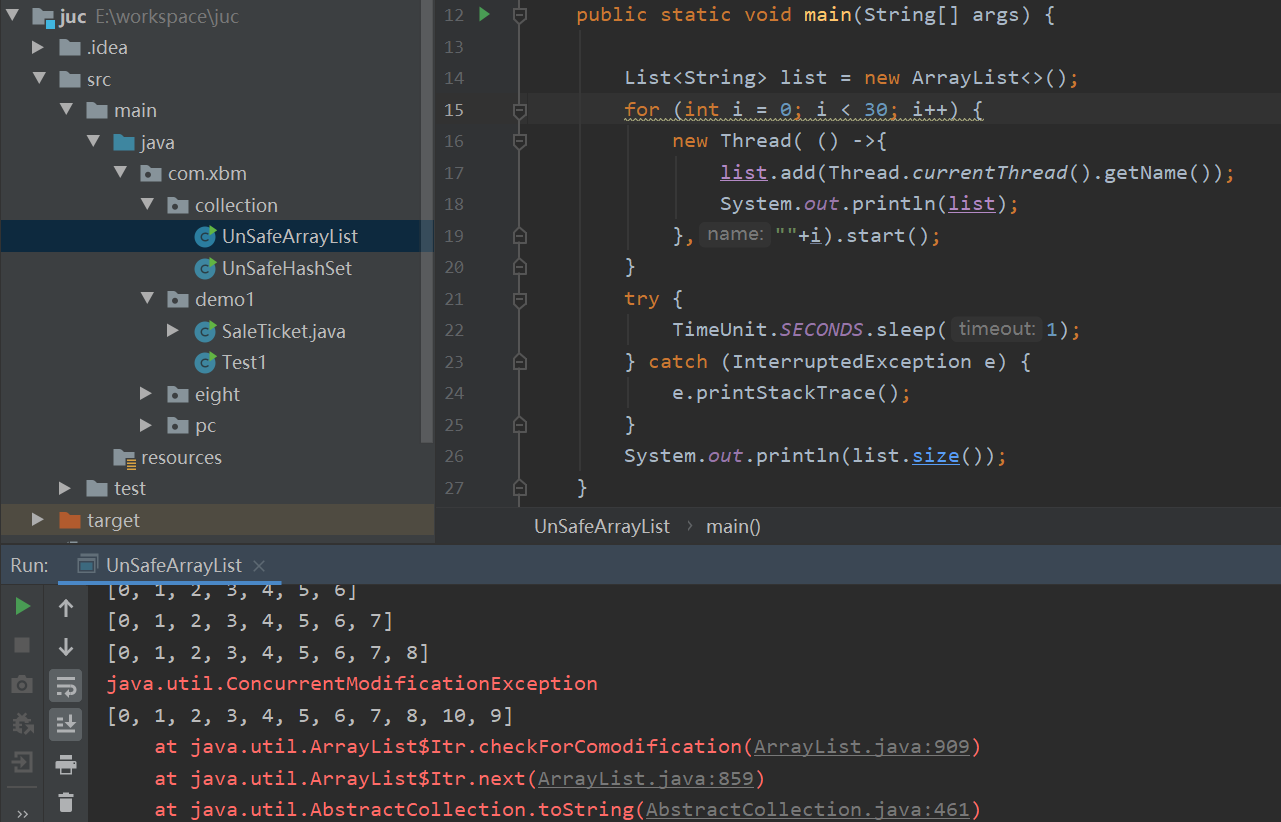 juc E:\workspace\juc
.idea
src
main
java
com.xbm
collection
UnSafeArrayList
UnSafeHashSet
demo1
SaleTicket.java
Test1
eight
pc
resources
test
target
12 public static void main(String[] args) {
13
14 List<String> list = new ArrayList<>();
15 for (int i = 0; i < 30; i++) {
16 new Thread( () ->{
17 list.add(Thread.currentThread().getName());
18 System.out.println(list);
19 }, name: ""+i).start();
20 }
21 try {
22 TimeUnit.SECONDS.sleep( timeout: 1);
23 } catch (InterruptedException e) {
24 e.printStackTrace();
25 }
26 System.out.println(list.size());
27 }
UnSafeArrayList › main()
Run: UnSafeArrayList ×
[0, 1, 2, 3, 4, 5, 6]
[0, 1, 2, 3, 4, 5, 6, 7]
[0, 1, 2, 3, 4, 5, 6, 7, 8]
java.util.ConcurrentModificationException
[0, 1, 2, 3, 4, 5, 6, 7, 8, 10, 9]
at java.util.ArrayList$Itr.checkForComodification(ArrayList.java:909)
at java.util.ArrayList$Itr.next(ArrayList.java:859)
at java.util.AbstractCollection.toString(AbstractCollection.java:461)